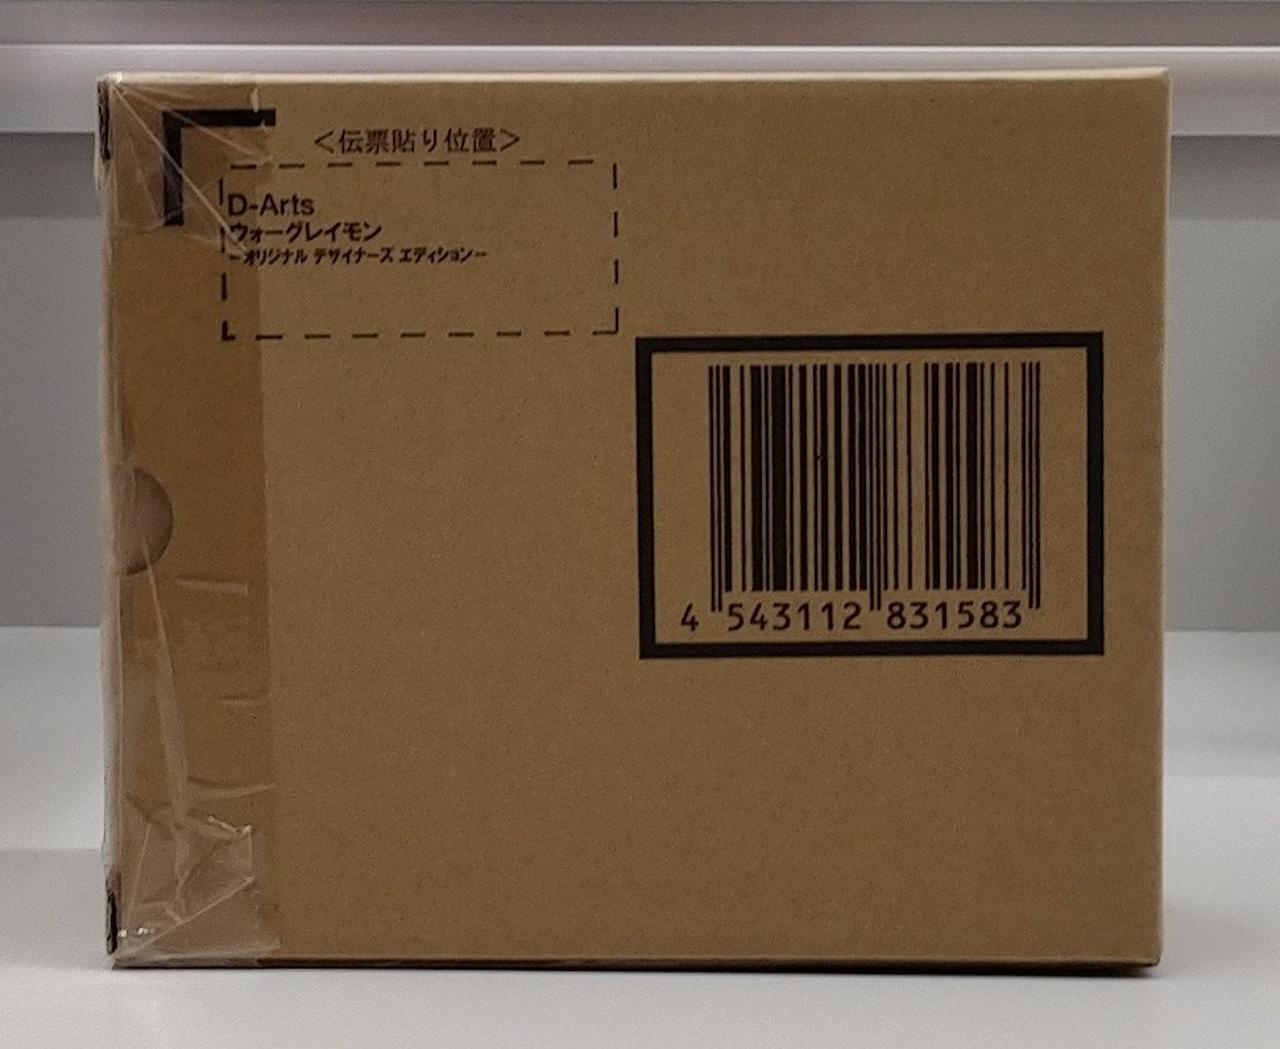 ＜伝票貼り位置＞
D-Arts
ウォーグレイモン
－オリジナル デザイナーズ エディション－
4 543112 831583